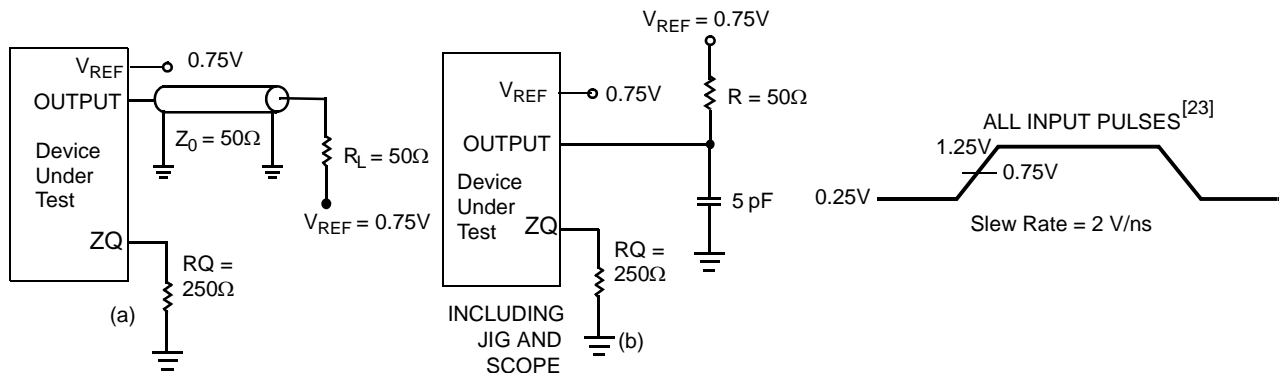 V_REF
0.75V
OUTPUT
Z_0 = 50Ω
Device
Under
Test
R_L = 50Ω
V_REF = 0.75V
ZQ
RQ =
250Ω
(a)
V_REF = 0.75V
R = 50Ω
V_REF
0.75V
OUTPUT
Device
Under
Test
5 pF
ZQ
RQ =
250Ω
INCLUDING
JIG AND
SCOPE
(b)
ALL INPUT PULSES[23]
1.25V
0.75V
0.25V
Slew Rate = 2 V/ns